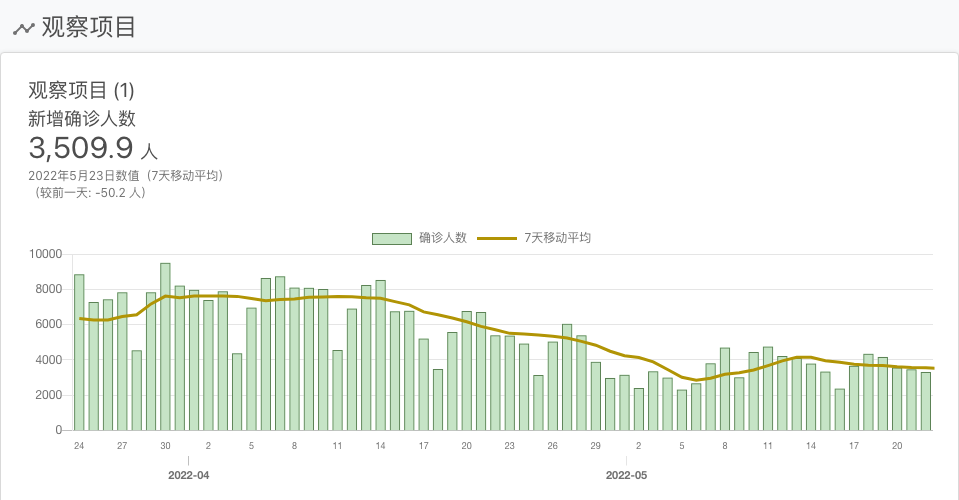 观察项目
观察项目 (1)
新增确诊人数
3,509.9 人
2022年5月23日数值（7天移动平均）
（较前一天: -50.2 人）
确诊人数 7天移动平均
10000
8000
6000
4000
2000
0
24 27 30 2 5 8 11 14 17 20 23 26 29 2 5 8 11 14 17 20
2022-04 2022-05